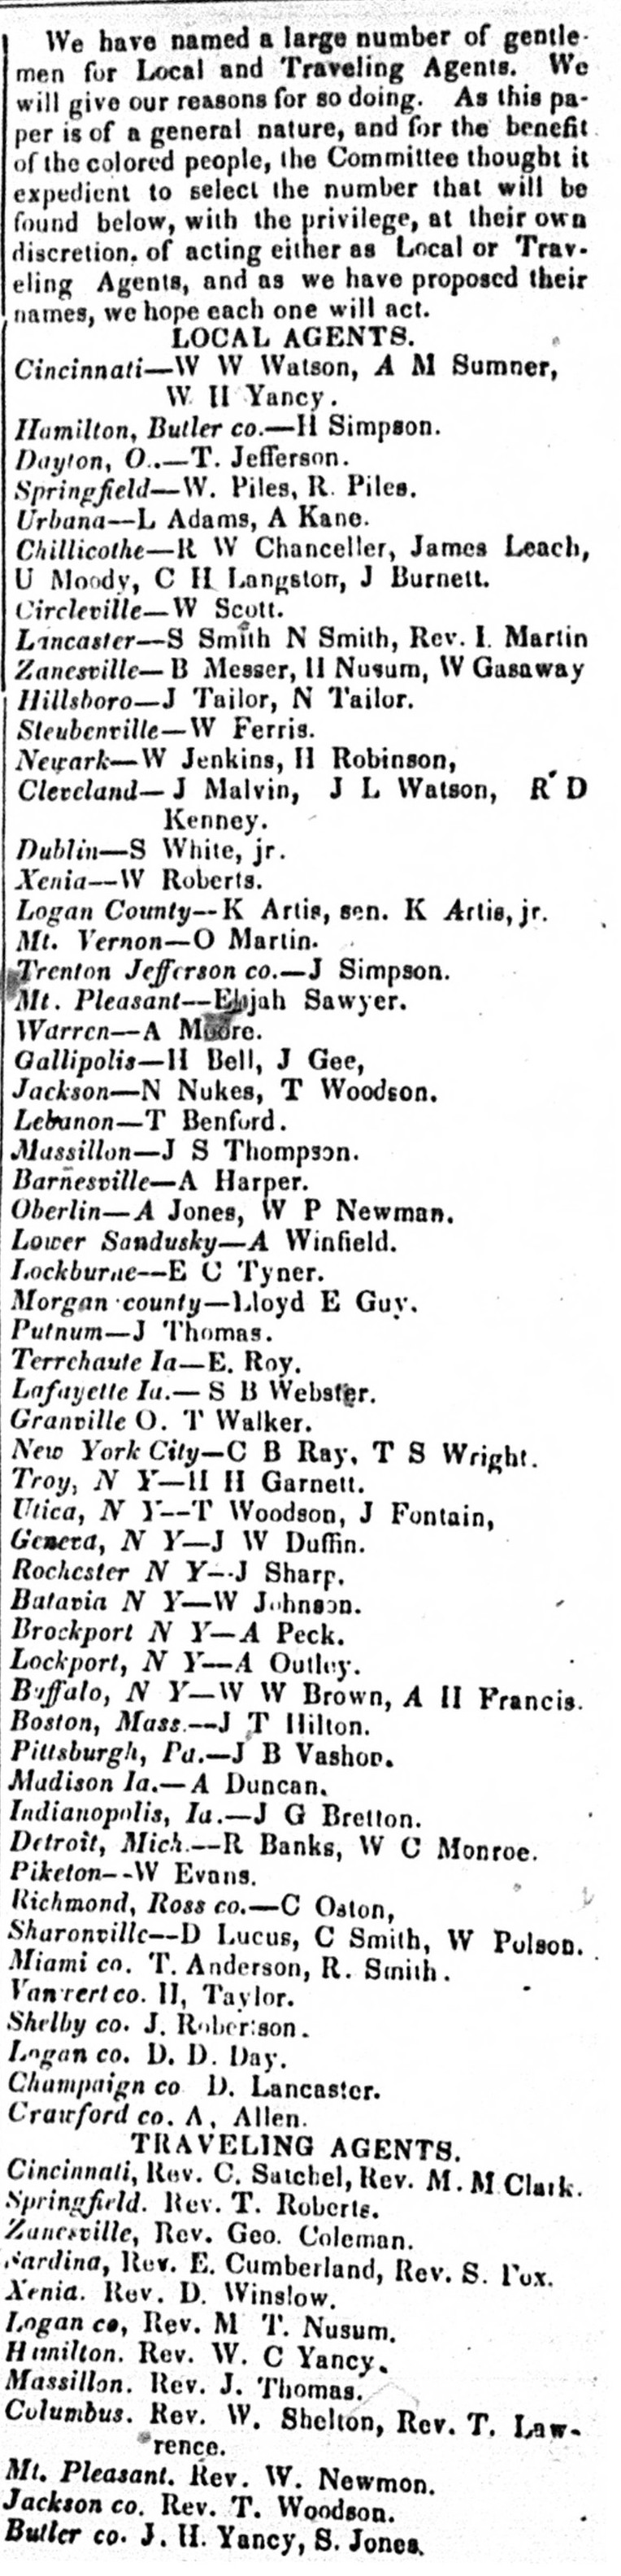 We have named a large number of gentle-
men for Local and Traveling Agents. We
will give our reasons for so doing. As this pa-
per is of a general nature, and for the benefit
of the colored people, the Committee thought it
expedient to select the number that will be
found below, with the privilege, at their own
discretion, of acting either as Local or Trav-
eling Agents, and as we have proposed their
names, we hope each one will act.
LOCAL AGENTS.
Cincinnati—W W Watson, A M Sumner,
W H Yancy.
Hamilton, Butler co.—H Simpson.
Dayton, O..—T. Jefferson.
Springfield—W. Piles, R. Piles.
Urbana—L Adams, A Kane.
Chillicothe—R W Chanceller, James Leach,
U Moody, C H Langston, J Burnett.
Circleville—W Scott.
Lancaster—S Smith N Smith, Rev. I. Martin
Zanesville—B Messer, H Nusum, W Gasaway
Hillsboro—J Tailor, N Tailor.
Steubenville—W Ferris.
Newark—W Jenkins, H Robinson,
Cleveland—J Malvin, J L Watson, R D
Kenney.
Dublin—S White, jr.
Xenia—W Roberts.
Logan County—K Artis, sen. K Artis, jr.
Mt. Vernon—O Martin.
Trenton Jefferson co.—J Simpson.
Mt. Pleasant—Elijah Sawyer.
Warren—A Moore.
Gallipolis—H Bell, J Gee,
Jackson—N Nukes, T Woodson.
Lebanon—T Benford.
Massillon—J S Thompson.
Barnesville—A Harper.
Oberlin—A Jones, W P Newman.
Lower Sandusky—A Winfield.
Lockburne—E C Tyner.
Morgan county—Lloyd E Guy.
Putnum—J Thomas.
Terrehaute Ia—E. Roy.
Lafayette Ia.—S B Webster.
Granville O. T Walker.
New York City—C B Ray, T S Wright.
Troy, N Y—H H Garnett.
Utica, N Y—T Woodson, J Fontain,
Geneva, N Y—J W Duffin.
Rochester N Y—J Sharp.
Batavia N Y—W Johnson.
Brockport N Y—A Peck.
Lockport, N Y—A Outley.
Buffalo, N Y—W W Brown, A H Francis.
Boston, Mass.—J T Hilton.
Pittsburgh, Pa.—J B Vashon.
Madison Ia.—A Duncan.
Indianopolis, Ia.—J G Bretton.
Detroit, Mich.—R Banks, W C Monroe.
Piketon—W Evans.
Richmond, Ross co.—C Oston,
Sharonville—D Lucus, C Smith, W Polson.
Miami co. T. Anderson, R. Smith.
Vanwert co. H, Taylor.
Shelby co. J. Robertson.
Logan co. D. D. Day.
Champaign co D. Lancaster.
Crawford co. A, Allen.
TRAVELING AGENTS.
Cincinnati, Rev. C. Satchel, Rev. M. M Clark.
Springfield. Rev. T. Roberts.
Zanesville, Rev. Geo. Coleman.
Sardina, Rev. E. Cumberland, Rev. S. Fox.
Xenia. Rev. D. Winslow.
Logan co, Rev. M T. Nusum.
Hamilton. Rev. W. C Yancy.
Massillon. Rev. J. Thomas.
Columbus. Rev. W. Shelton, Rev. T. Law-
rence.
Mt. Pleasant. Rev. W. Newmon.
Jackson co. Rev. T. Woodson.
Butler co. J. H. Yancy, S. Jones.